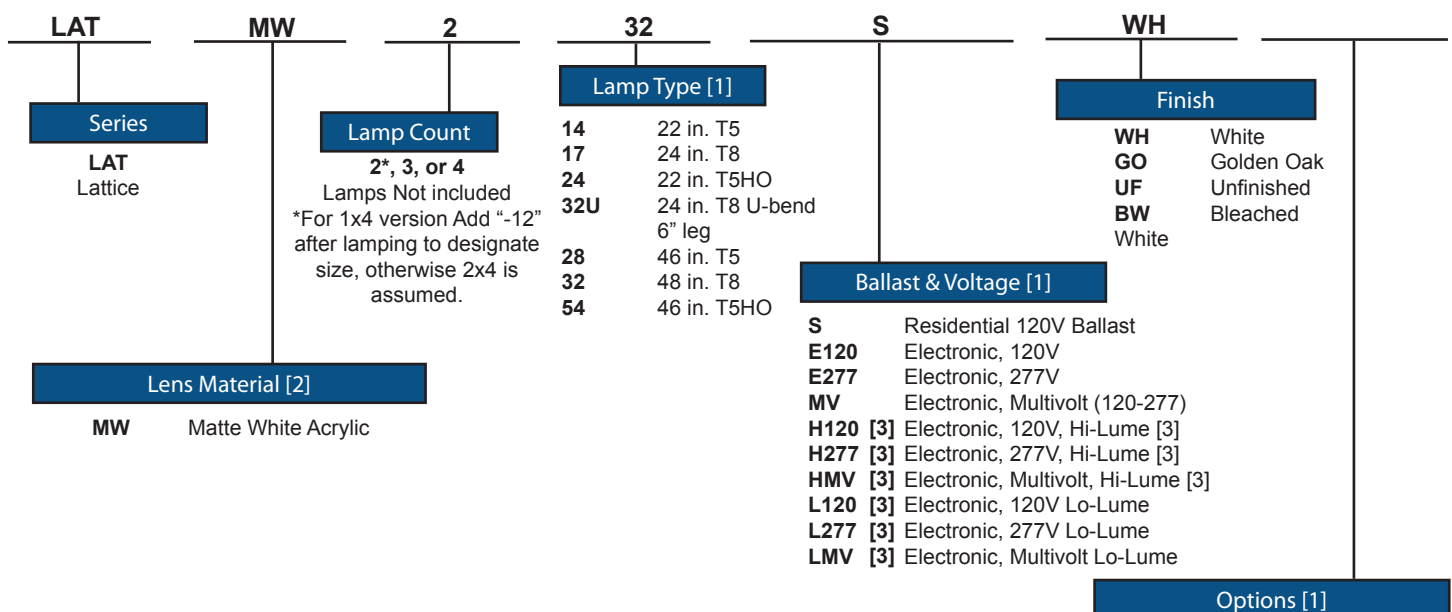 LAT MW 2 32 S WH
Series
LAT
Lattice
Lens Material [2]
MW Matte White Acrylic
Lamp Count
2*, 3, or 4
Lamps Not included
*For 1x4 version Add “-12”
after lamping to designate
size, otherwise 2x4 is
assumed.
Lamp Type [1]
14 22 in. T5
17 24 in. T8
24 22 in. T5HO
32U 24 in. T8 U-bend
6” leg
28 46 in. T5
32 48 in. T8
54 46 in. T5HO
Ballast & Voltage [1]
S Residential 120V Ballast
E120 Electronic, 120V
E277 Electronic, 277V
MV Electronic, Multivolt (120-277)
H120 [3] Electronic, 120V, Hi-Lume [3]
H277 [3] Electronic, 277V, Hi-Lume [3]
HMV [3] Electronic, Multivolt, Hi-Lume [3]
L120 [3] Electronic, 120V Lo-Lume
L277 [3] Electronic, 277V Lo-Lume
LMV [3] Electronic, Multivolt Lo-Lume
Finish
WH White
GO Golden Oak
UF Unfinished
BW Bleached
White
Options [1]